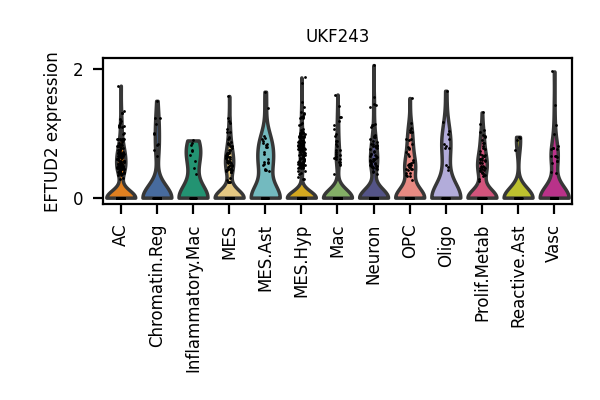 UKF243
EFTUD2 expression
2
0
AC
Chromatin.Reg
Inflammatory.Mac
MES
MES.Ast
MES.Hyp
Mac
Neuron
OPC
Oligo
Prolif.Metab
Reactive.Ast
Vasc